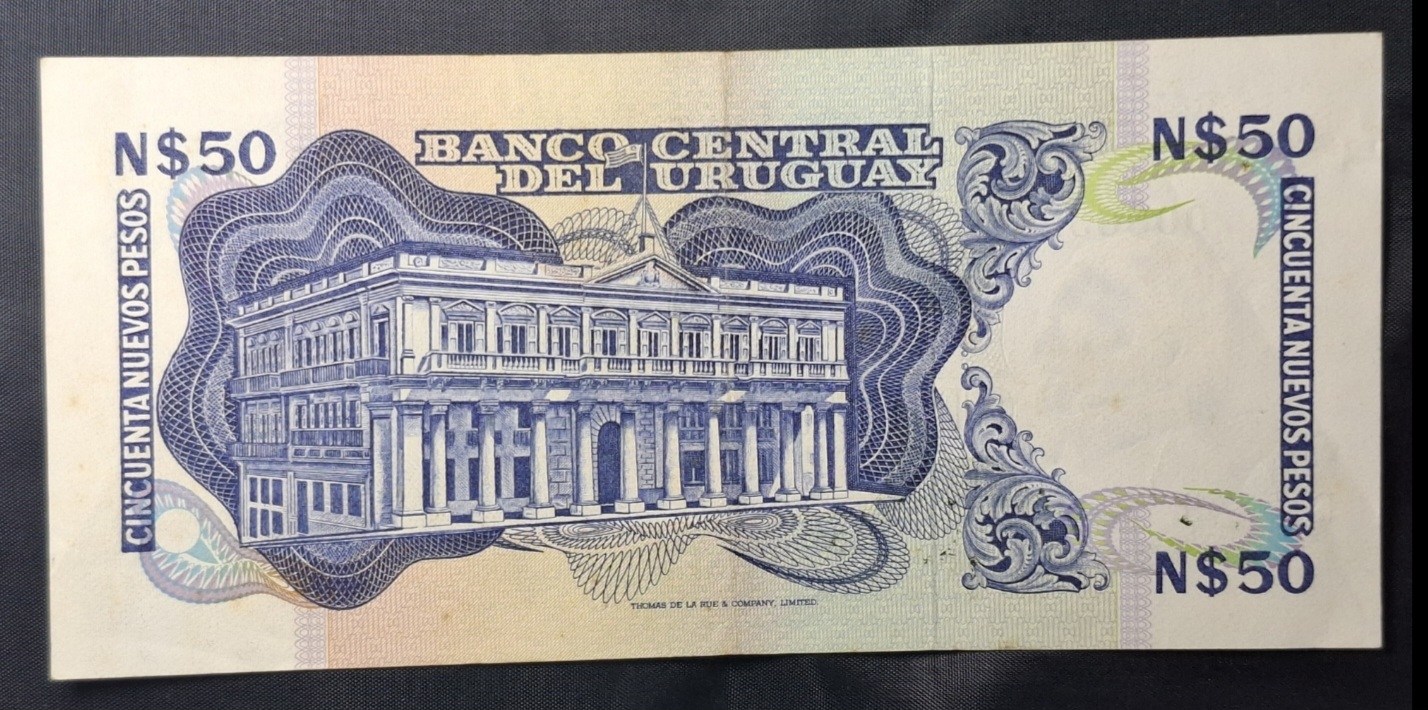 N$50
BANCO CENTRAL
DEL URUGUAY
N$50
CINCUENTA NUEVOS PESOS
CINCUENTA NUEVOS PESOS
N$50
THOMAS DE LA RUE & COMPANY, LIMITED.